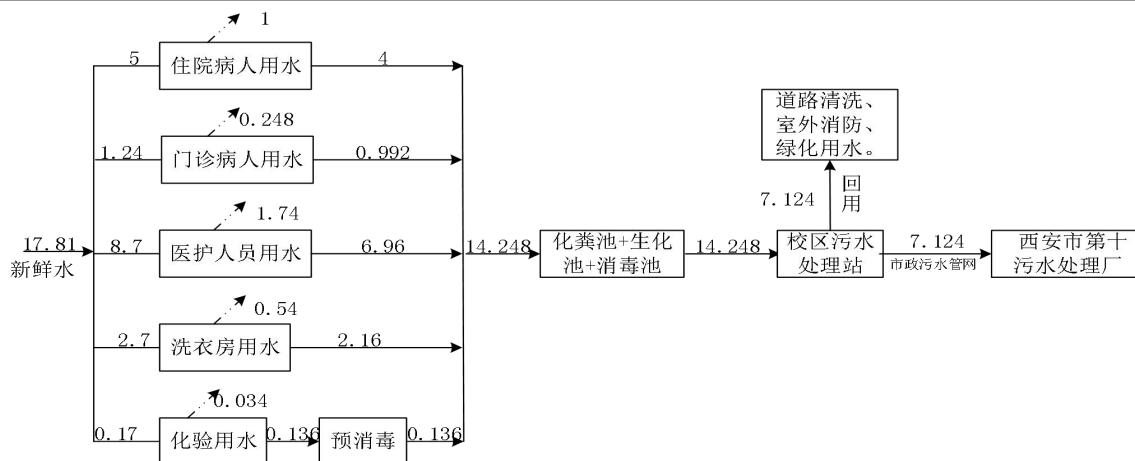 1
5
住院病人用水
4
0.248
1.24
门诊病人用水
0.992
1.74
17.81
新鲜水
8.7
医护人员用水
6.96
14.248
化粪池+生化
池+消毒池
14.248
校区污水
处理站
7.124
市政污水管网
西安市第十
污水处理厂
道路清洗、
室外消防、
绿化用水。
7.124
回
用
0.54
2.7
洗衣房用水
2.16
0.034
0.17
化验用水
0.136
预消毒
0.136